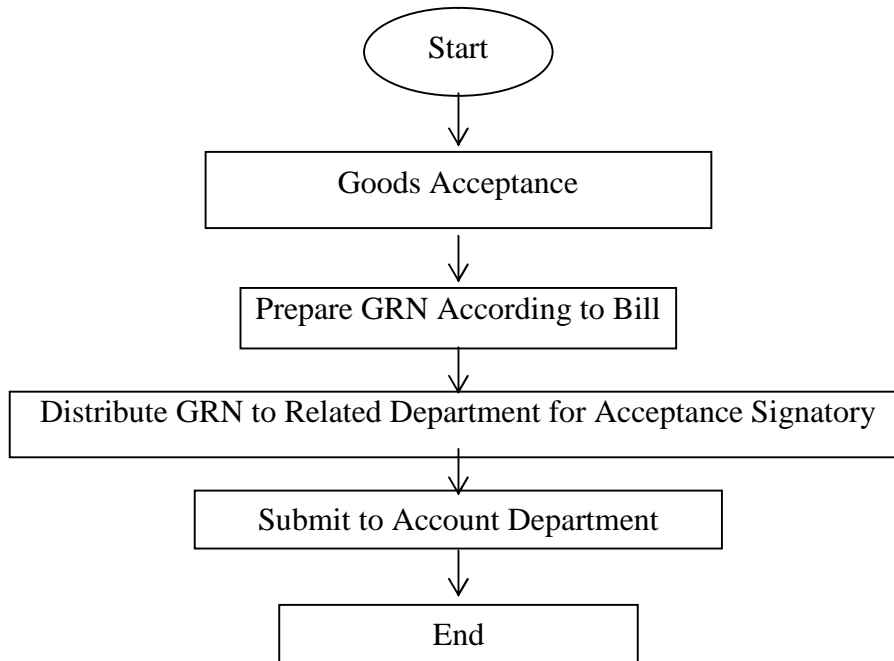 Start
Goods Acceptance
Prepare GRN According to Bill
Distribute GRN to Related Department for Acceptance Signatory
Submit to Account Department
End